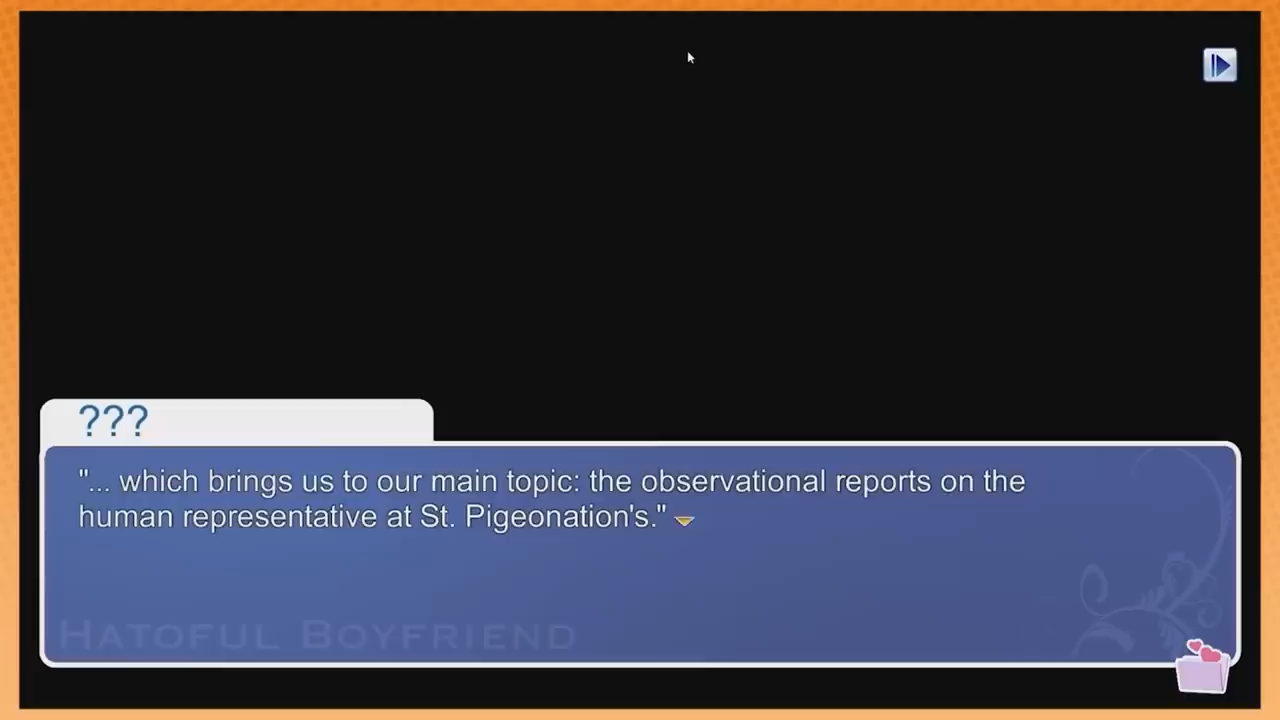 ???
"... which brings us to our main topic: the observational reports on the
human representative at St. Pigeonation's."
HATOFUL BOYFRIEND